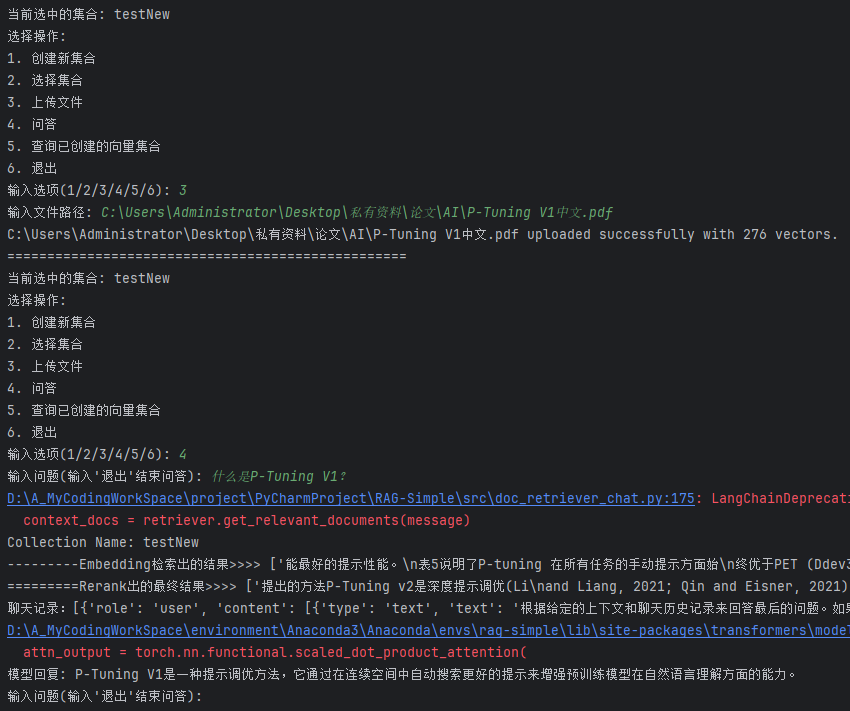 当前选中的集合: testNew
选择操作:
1. 创建新集合
2. 选择集合
3. 上传文件
4. 问答
5. 查询已创建的向量集合
6. 退出
输入选项(1/2/3/4/5/6): 3
输入文件路径: C:\Users\Administrator\Desktop\私有资料\论文\AI\P-Tuning V1中文.pdf
C:\Users\Administrator\Desktop\私有资料\论文\AI\P-Tuning V1中文.pdf uploaded successfully with 276 vectors.
==================================================
当前选中的集合: testNew
选择操作:
1. 创建新集合
2. 选择集合
3. 上传文件
4. 问答
5. 查询已创建的向量集合
6. 退出
输入选项(1/2/3/4/5/6): 4
输入问题(输入'退出'结束问答): 什么是P-Tuning V1?
D:\A_MyCodingWorkSpace\project\PyCharmProject\RAG-Simple\src\doc_retriever_chat.py:175: LangChainDeprecati
context_docs = retriever.get_relevant_documents(message)
Collection Name: testNew
---------Embedding检索出的结果>>>> ['能最好的提示性能。\n表5说明了P-tuning 在所有任务的手动提示方面始\n终优于PET (Ddev3
=========Rerank出的最终结果>>>> ['提出的方法P-Tuning v2是深度提示调优(Li\nand Liang, 2021; Qin and Eisner, 2021)
聊天记录：[{'role': 'user', 'content': [{'type': 'text', 'text': '根据给定的上下文和聊天历史记录来回答最后的问题。如果
D:\A_MyCodingWorkSpace\environment\Anaconda3\Anaconda\envs\rag-simple\lib\site-packages\transformers\model
attn_output = torch.nn.functional.scaled_dot_product_attention(
模型回复: P-Tuning V1是一种提示调优方法，它通过在连续空间中自动搜索更好的提示来增强预训练模型在自然语言理解方面的能力。
输入问题(输入'退出'结束问答):